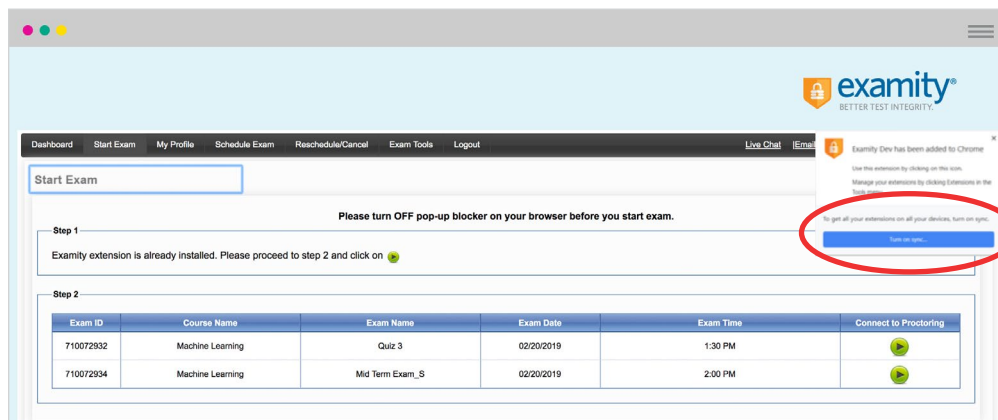 examity®
BETTER TEST INTEGRITY.
Dashboard Start Exam My Profile Schedule Exam Reschedule/Cancel Exam Tools Logout Live Chat |Email
Examity Dev has been added to Chrome
Use this extension by clicking on this icon.
Manage your extensions by clicking Extensions in the
Tools menu.
To get all your extensions on all your devices, turn on sync.
Turn on sync...
Start Exam
Please turn OFF pop-up blocker on your browser before you start exam.
Step 1
Examity extension is already installed. Please proceed to step 2 and click on
Step 2
Exam ID Course Name Exam Name Exam Date Exam Time Connect to Proctoring
710072932 Machine Learning Quiz 3 02/20/2019 1:30 PM
710072934 Machine Learning Mid Term Exam_S 02/20/2019 2:00 PM